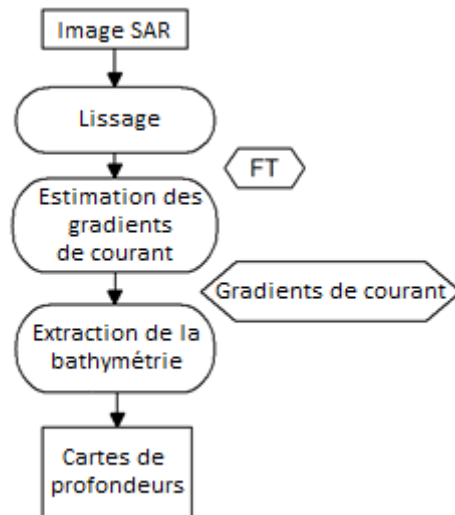 Image SAR
Lissage
FT
Estimation des
gradients
de courant
Gradients de courant
Extraction de la
bathymétrie
Cartes de
profondeurs